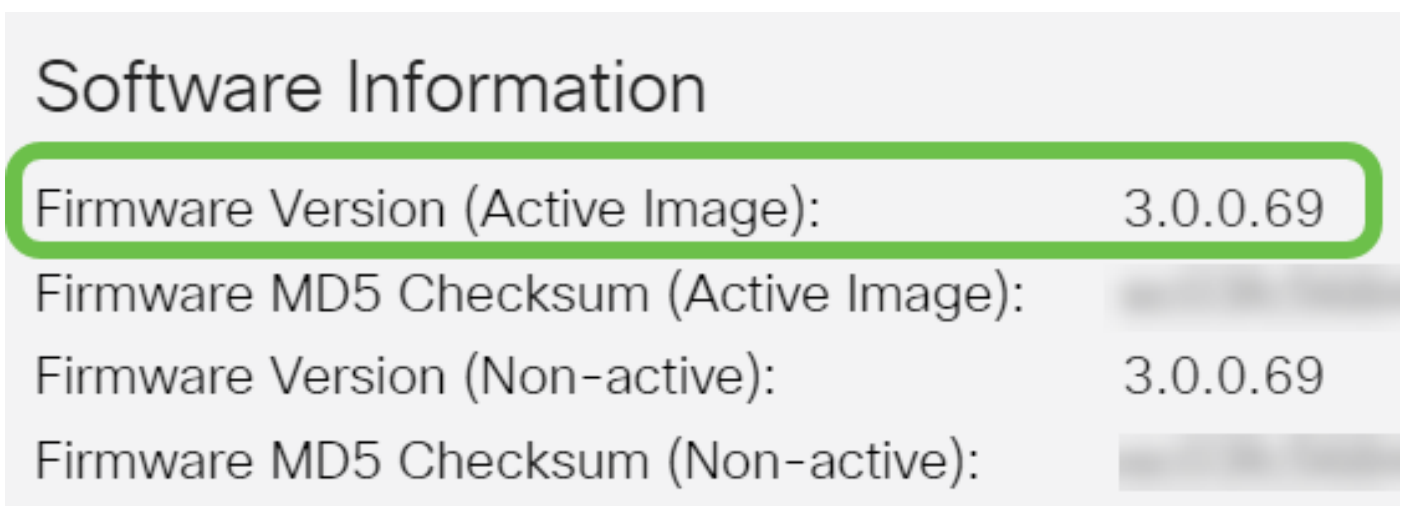 Software Information
Firmware Version (Active Image): 3.0.0.69
Firmware MD5 Checksum (Active Image):
Firmware Version (Non-active): 3.0.0.69
Firmware MD5 Checksum (Non-active):